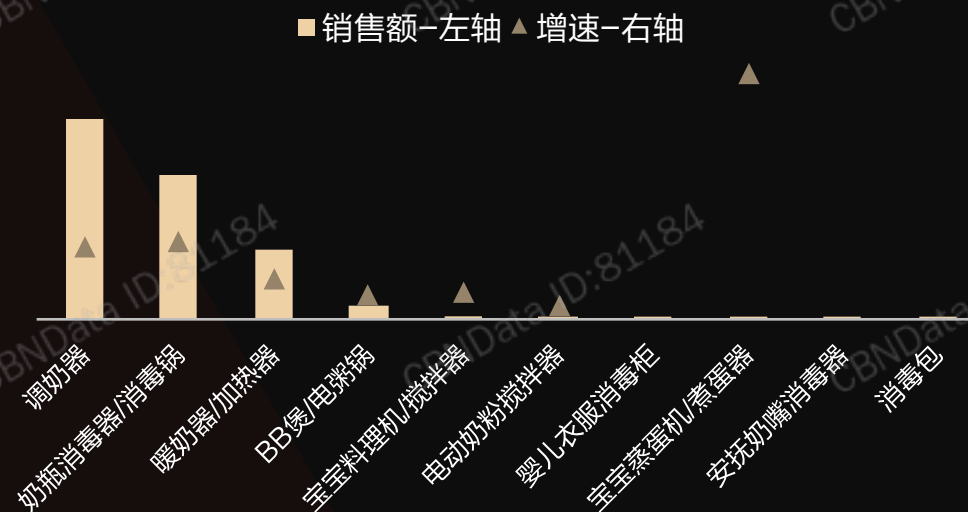 销售额-左轴 增速-右轴
调奶器
奶瓶消毒器/消毒锅
暖奶器/加热器
BB煲/电粥锅
宝宝料理机/搅拌器
电动奶粉搅拌器
婴儿衣服消毒柜
宝宝蒸蛋机/煮蛋器
安抚奶嘴消毒器
消毒包
CBNData ID:81184
CBNData ID:81184
CBN